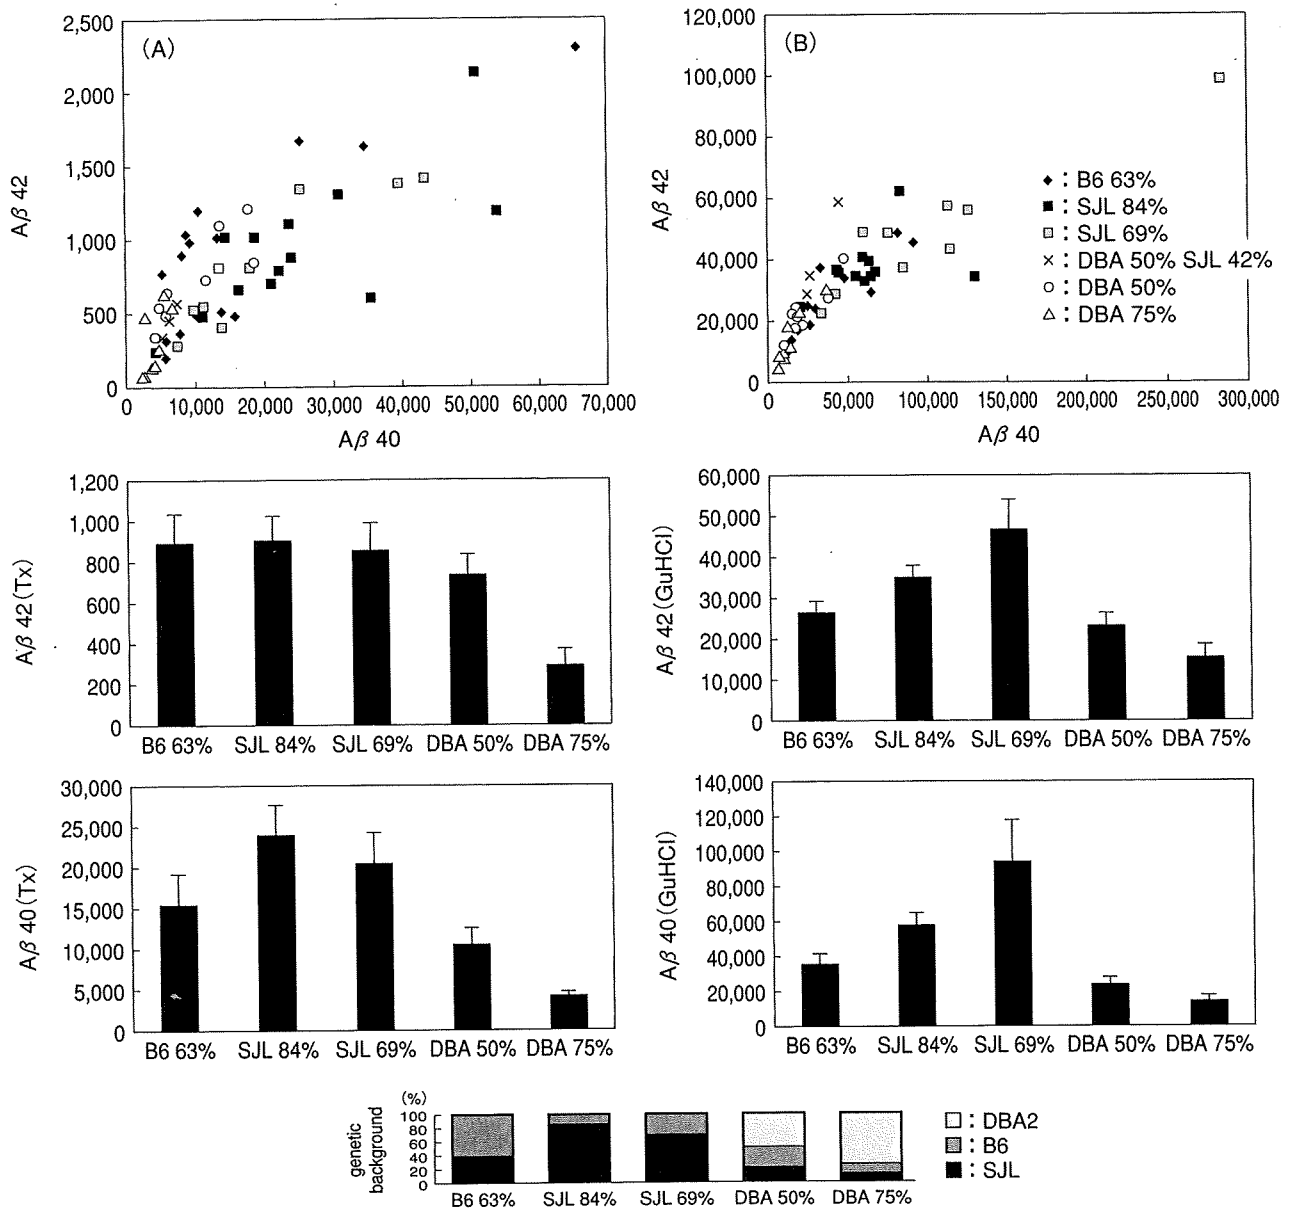 (A)
2,500
2,000
1,500
1,000
500
0
0 10,000 20,000 30,000 40,000 50,000 60,000 70,000
Aβ 42
Aβ 40
(B)
120,000
100,000
80,000
60,000
40,000
20,000
0
0 50,000 100,000 150,000 200,000 250,000 300,000
Aβ 42
Aβ 40
◆ : B6 63%
■ : SJL 84%
□ : SJL 69%
× : DBA 50% SJL 42%
○ : DBA 50%
△ : DBA 75%
1,200
1,000
800
600
400
200
0
Aβ 42(Tx)
B6 63% SJL 84% SJL 69% DBA 50% DBA 75%
60,000
50,000
40,000
30,000
20,000
10,000
0
Aβ 42(GuHCl)
B6 63% SJL 84% SJL 69% DBA 50% DBA 75%
30,000
25,000
20,000
15,000
10,000
5,000
0
Aβ 40(Tx)
B6 63% SJL 84% SJL 69% DBA 50% DBA 75%
140,000
120,000
100,000
80,000
60,000
40,000
20,000
0
Aβ 40(GuHCl)
B6 63% SJL 84% SJL 69% DBA 50% DBA 75%
(%)
100
80
60
40
20
0
genetic
background
B6 63% SJL 84% SJL 69% DBA 50% DBA 75%
□ : DBA2
■ : B6
■ : SJL